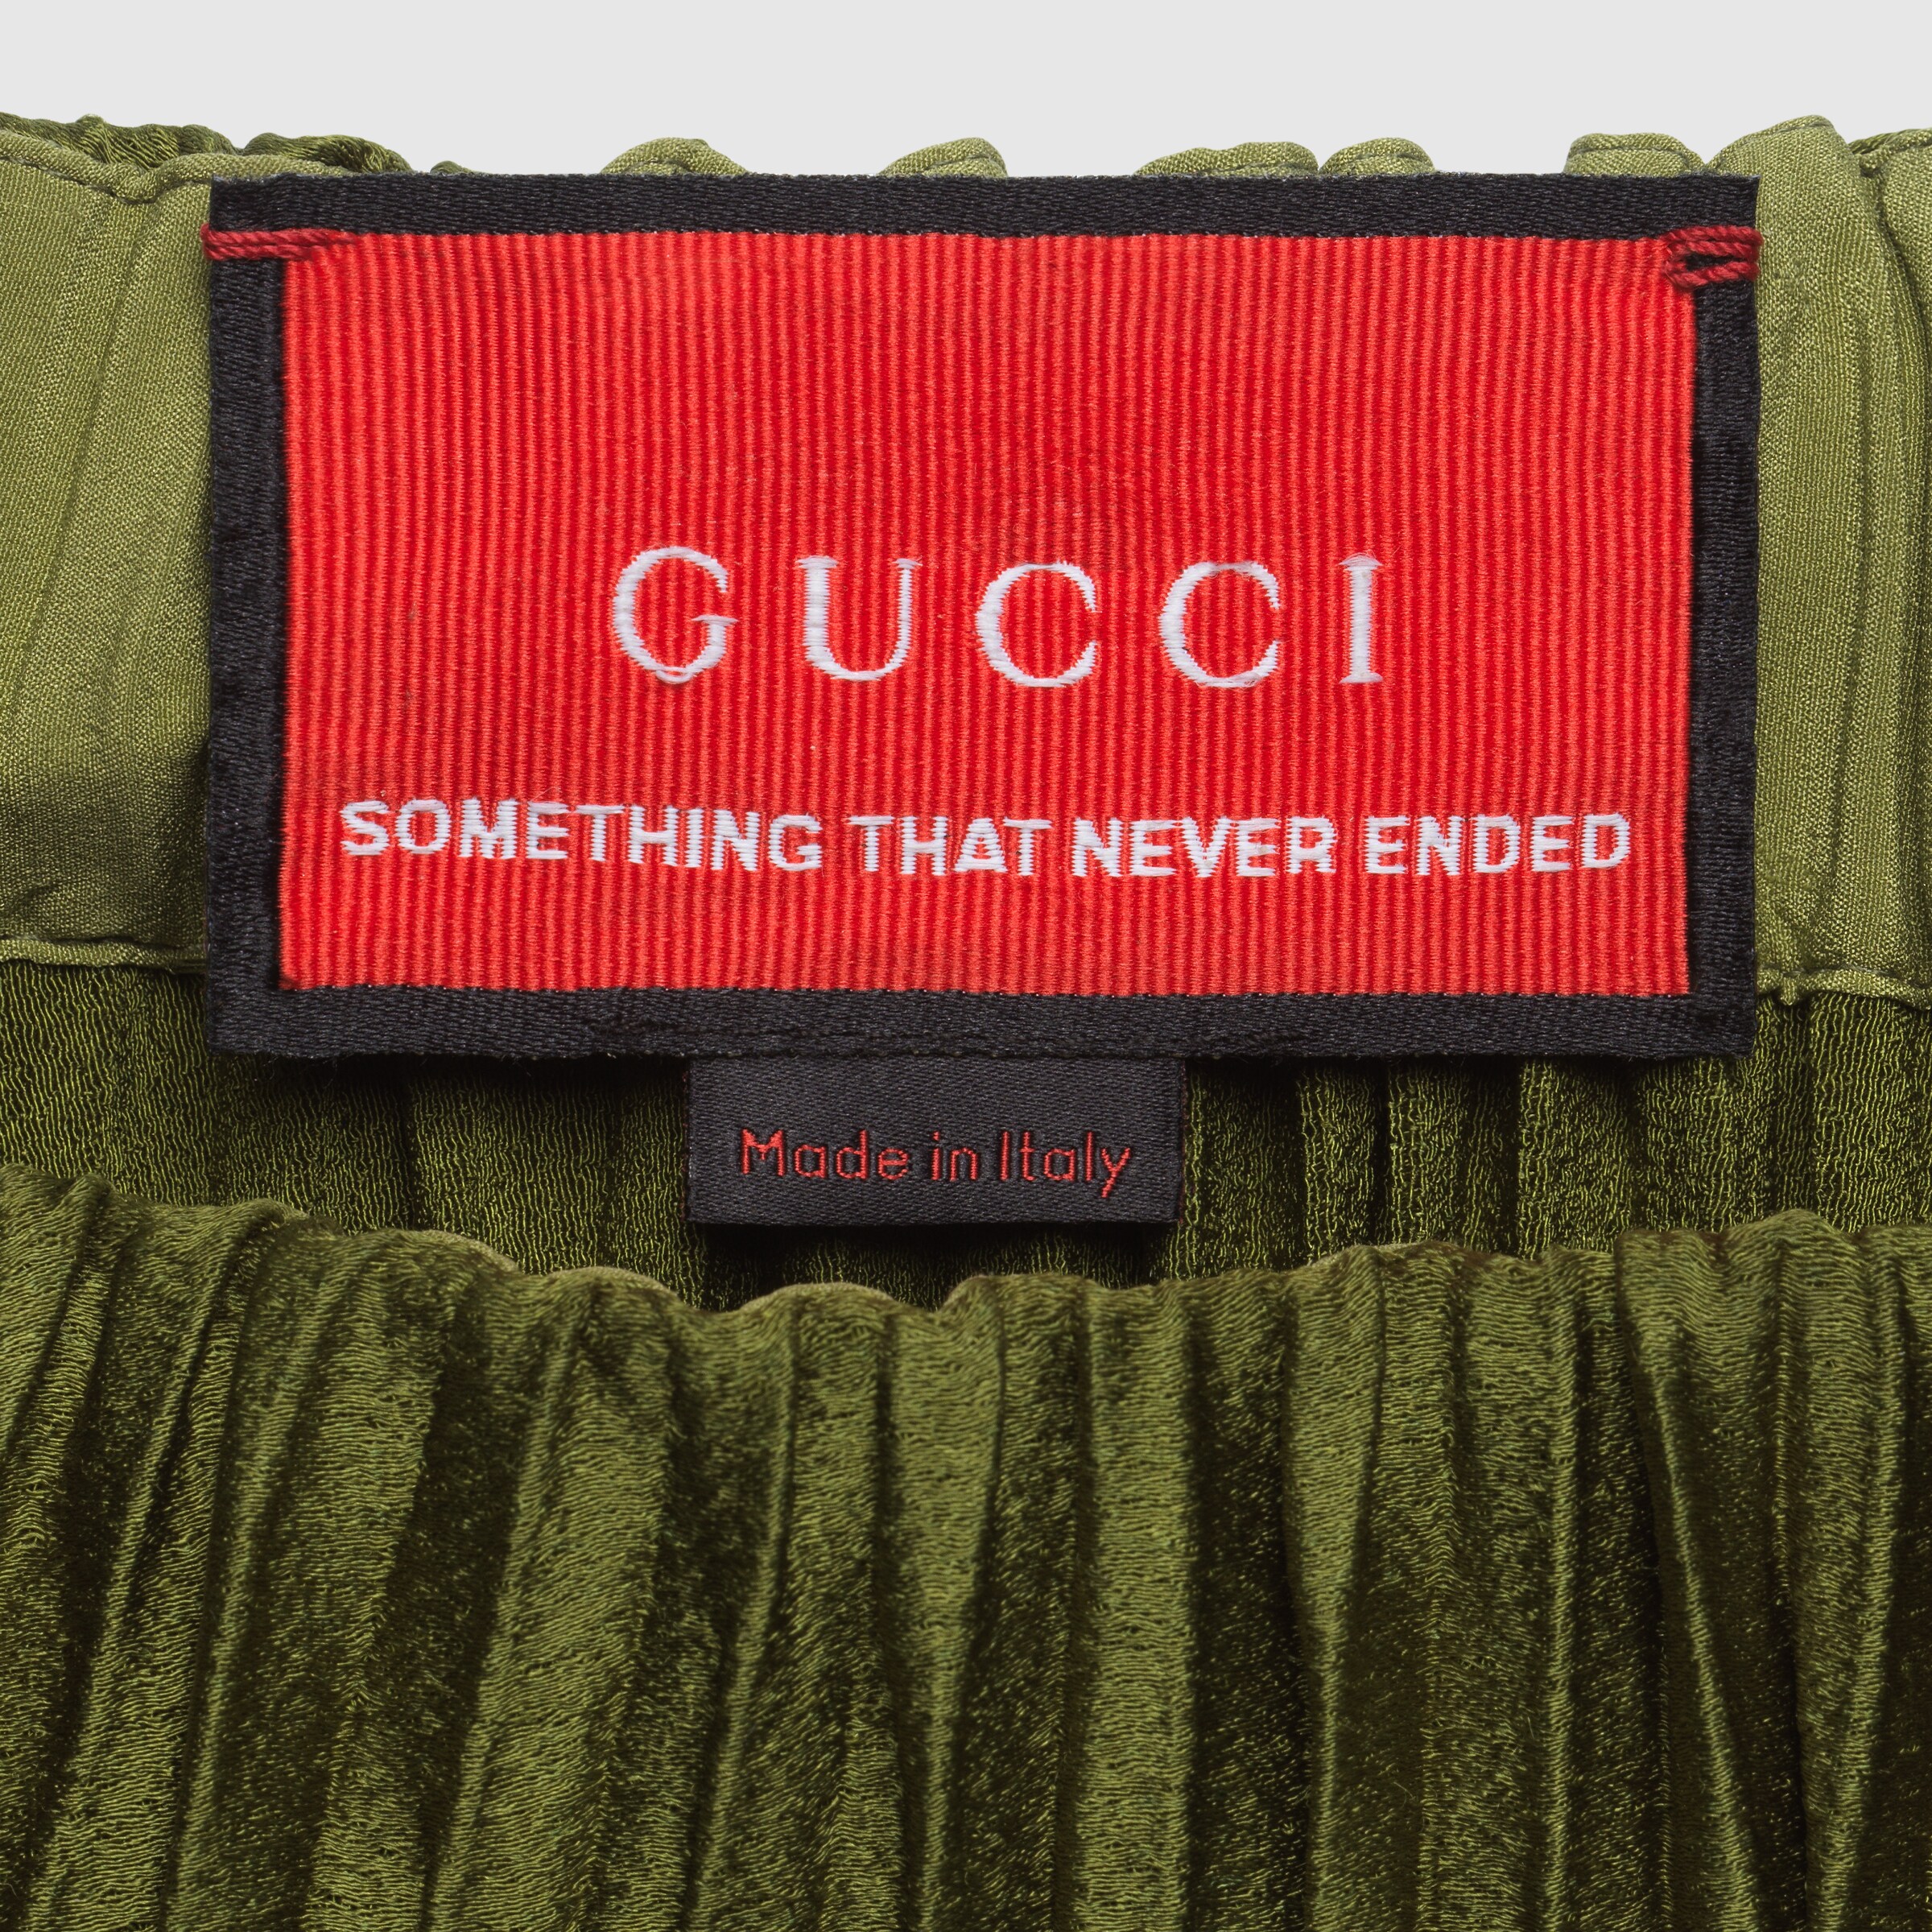 GUCCI
SOMETHING THAT NEVER ENDED
Made in Italy